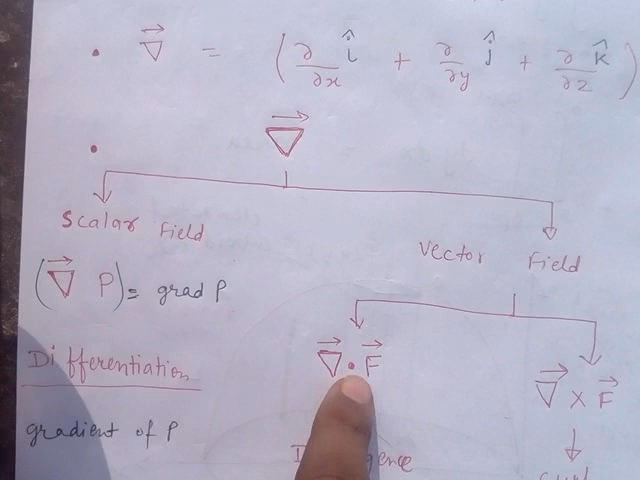 • ∇⃗ = (∂/∂x î + ∂/∂y ĵ + ∂/∂z k̂)
• ∇⃗
Scalar Field
Vector Field
(∇⃗ P) = grad P
∇⃗ • F⃗
∇⃗ × F⃗
Differentiation
gradient of P